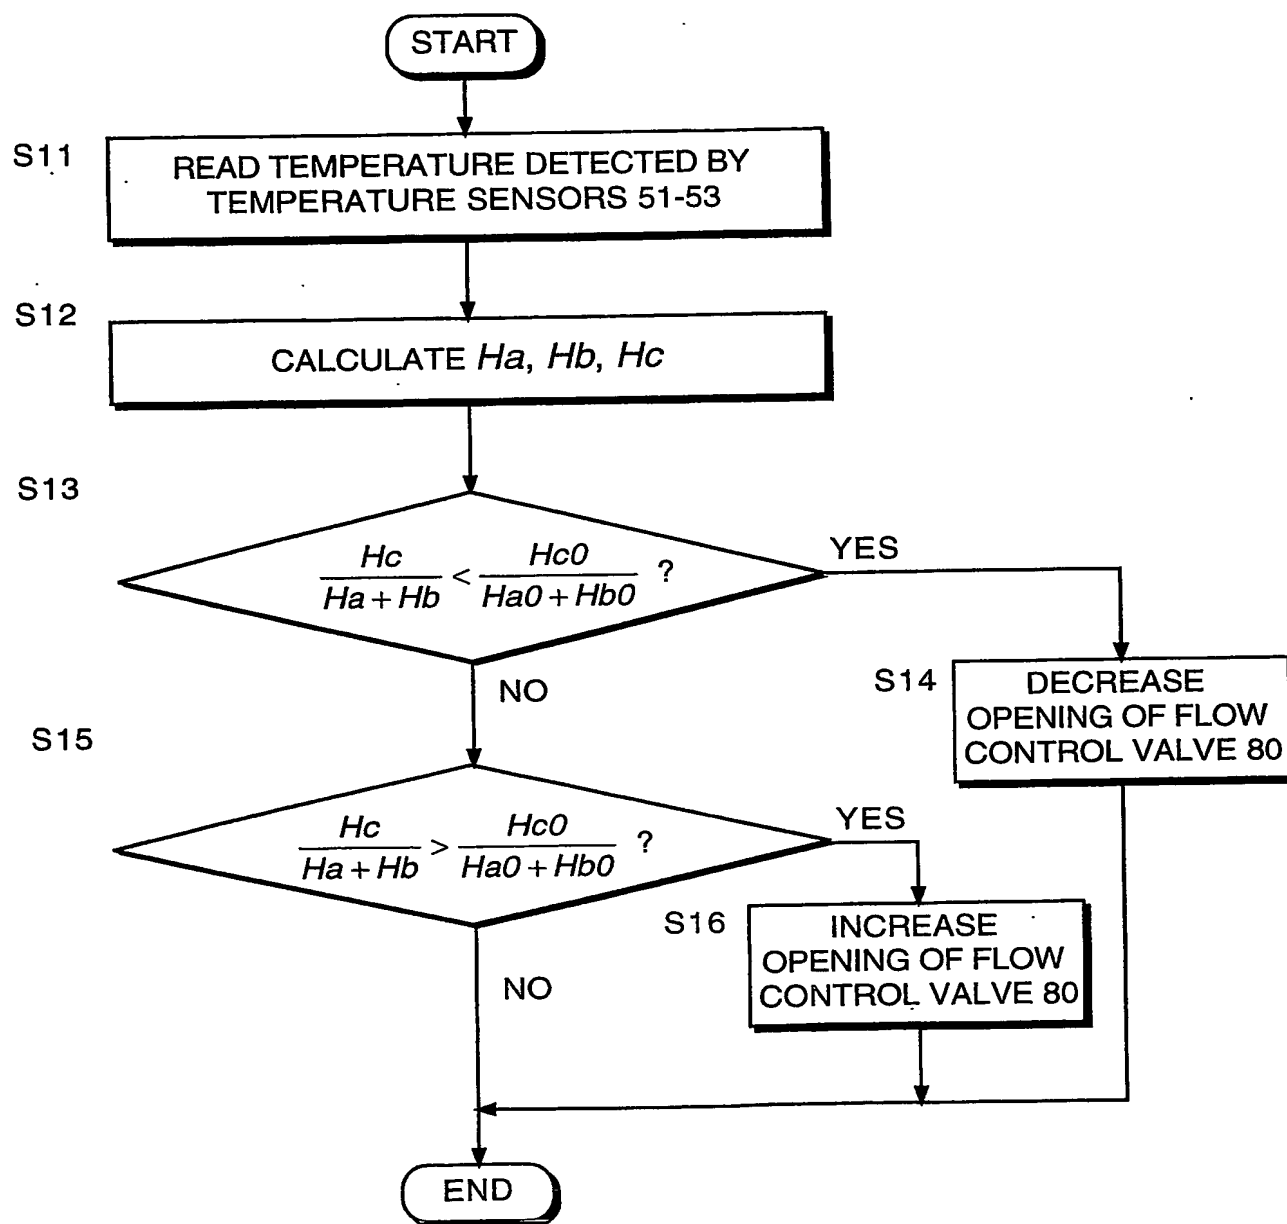 START
S11
READ TEMPERATURE DETECTED BY
TEMPERATURE SENSORS 51-53
S12
CALCULATE Ha, Hb, Hc
S13
Hc/(Ha + Hb) < Hc0/(Ha0 + Hb0) ?
YES
NO
S14
DECREASE
OPENING OF FLOW
CONTROL VALVE 80
S15
Hc/(Ha + Hb) > Hc0/(Ha0 + Hb0) ?
YES
S16
INCREASE
OPENING OF FLOW
CONTROL VALVE 80
NO
END